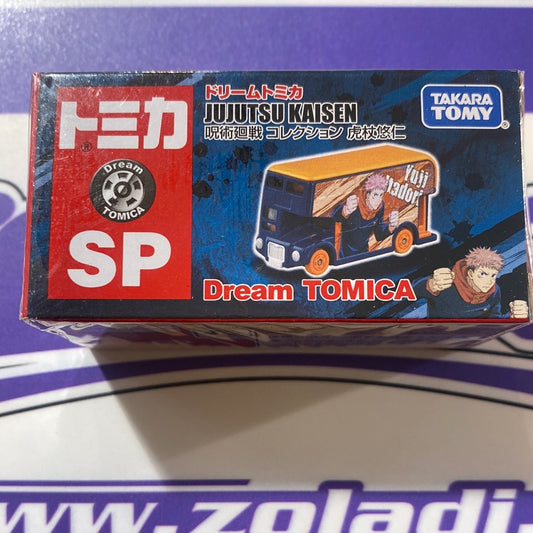 トミカ
®
Dream
TOMICA
SP
ドリームトミカ
JUJUTSU KAISEN
呪術廻戦 コレクション 虎杖悠仁
TAKARA
TOMY®
Yuji
Itadori
Dream TOMICA
www.zoladi.